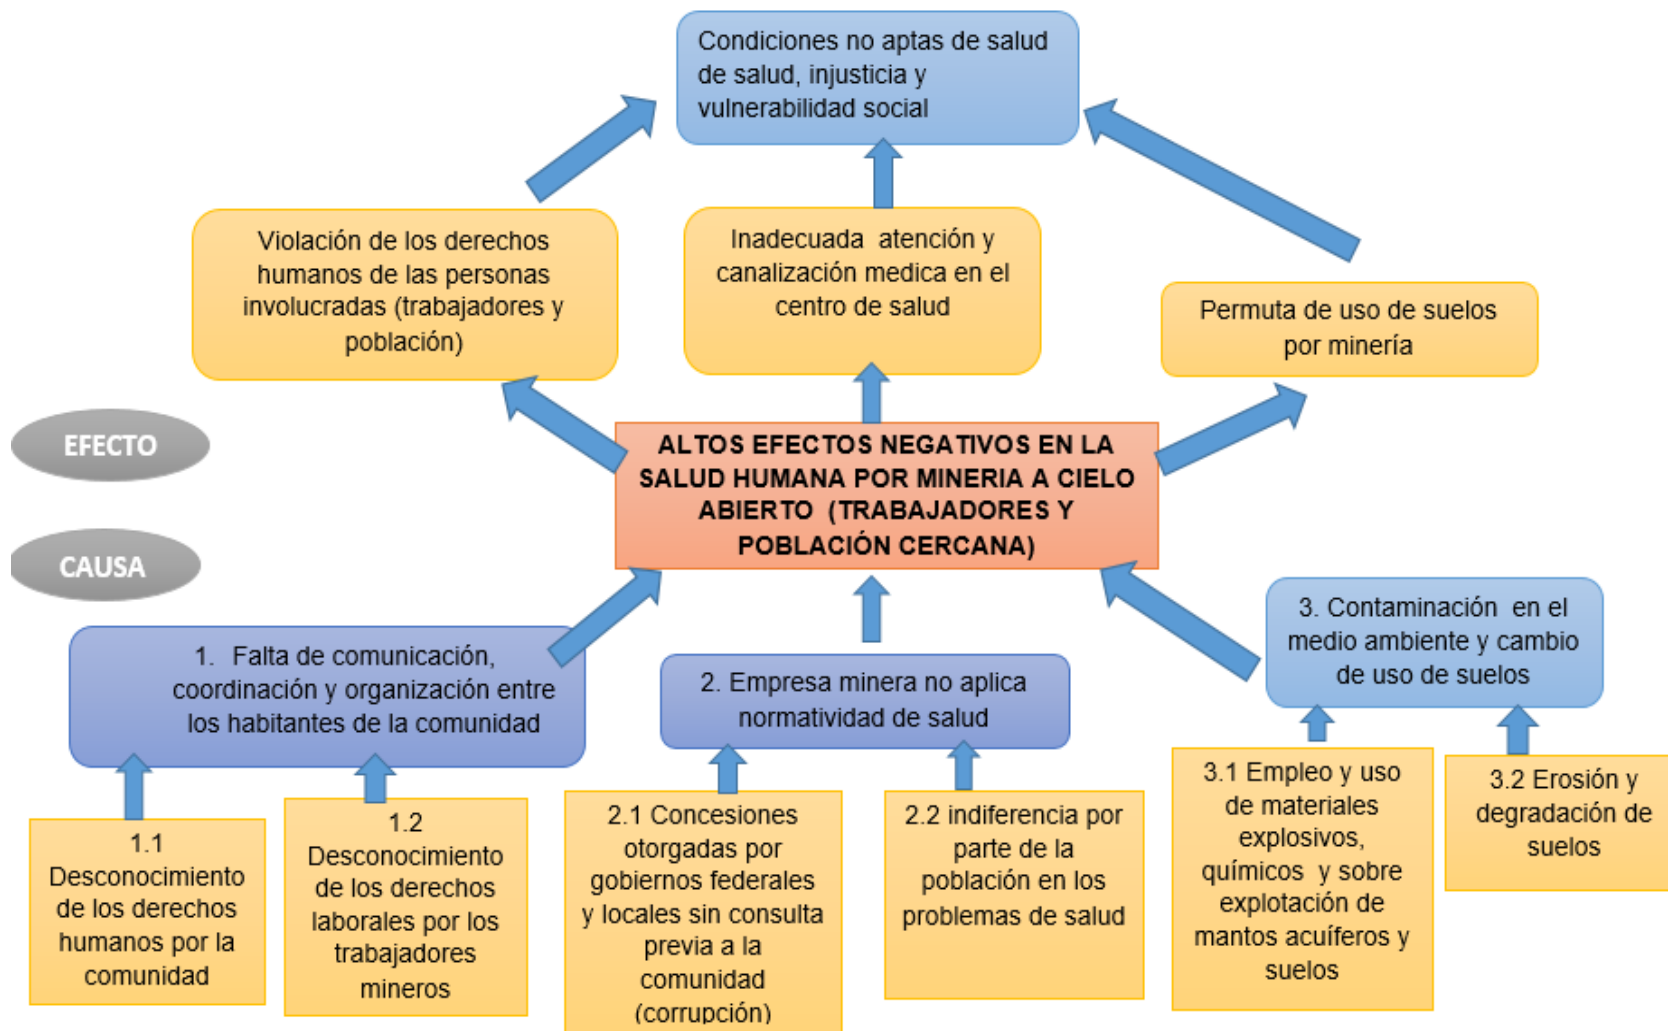 Condiciones no aptas de salud
de salud, injusticia y
vulnerabilidad social
Violación de los derechos
humanos de las personas
involucradas (trabajadores y
población)
Inadecuada atención y
canalización medica en el
centro de salud
Permuta de uso de suelos
por minería
EFECTO
ALTOS EFECTOS NEGATIVOS EN LA
SALUD HUMANA POR MINERIA A CIELO
ABIERTO (TRABAJADORES Y
POBLACIÓN CERCANA)
CAUSA
1. Falta de comunicación,
coordinación y organización entre
los habitantes de la comunidad
2. Empresa minera no aplica
normatividad de salud
3. Contaminación en el
medio ambiente y cambio
de uso de suelos
1.1
Desconocimiento
de los derechos
humanos por la
comunidad
1.2
Desconocimiento
de los derechos
laborales por los
trabajadores
mineros
2.1 Concesiones
otorgadas por
gobiernos federales
y locales sin consulta
previa a la
comunidad
(corrupción)
2.2 indiferencia por
parte de la
población en los
problemas de salud
3.1 Empleo y uso
de materiales
explosivos,
químicos y sobre
explotación de
mantos acuíferos y
suelos
3.2 Erosión y
degradación de
suelos